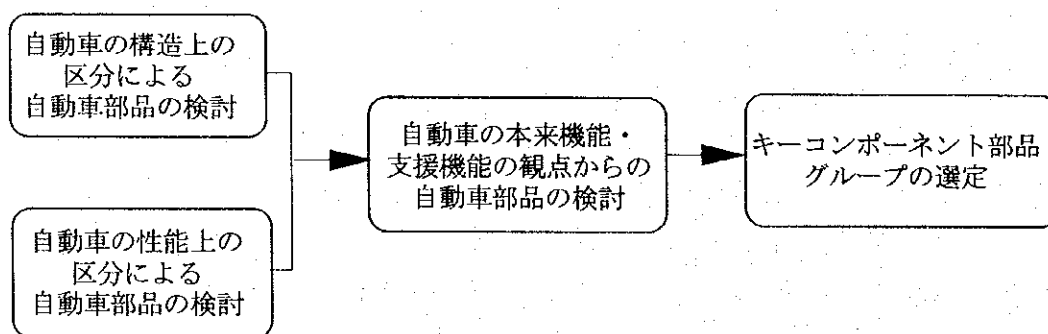 自動車の構造上の
区分による
自動車部品の検討
自動車の性能上の
区分による
自動車部品の検討
自動車の本来機能・
支援機能の観点からの
自動車部品の検討
キーコンポーネント部品
グループの選定